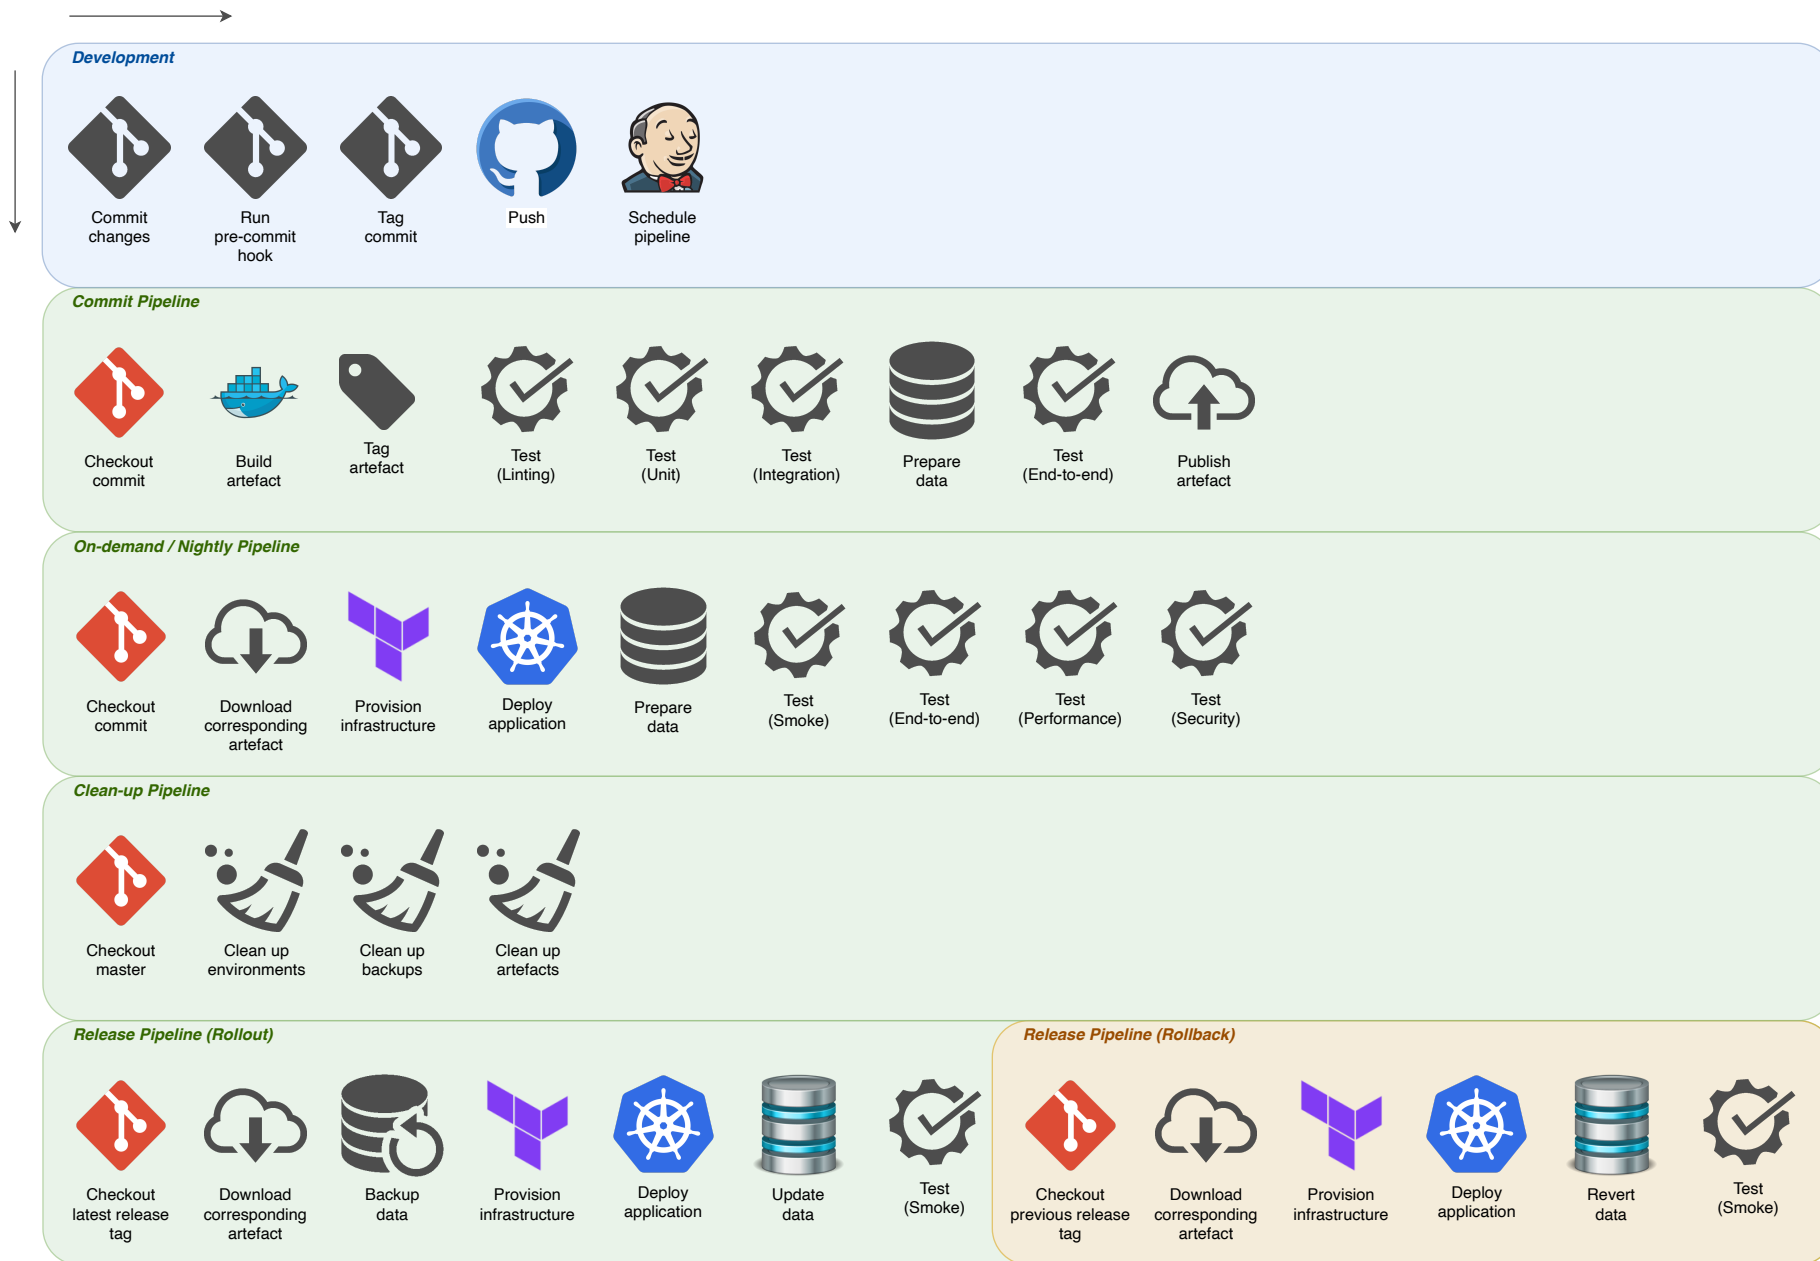 Development
Commit
changes
Run
pre-commit
hook
Tag
commit
Push
Schedule
pipeline
Commit Pipeline
Checkout
commit
Build
artefact
Tag
artefact
Test
(Linting)
Test
(Unit)
Test
(Integration)
Prepare
data
Test
(End-to-end)
Publish
artefact
On-demand / Nightly Pipeline
Checkout
commit
Download
corresponding
artefact
Provision
infrastructure
Deploy
application
Prepare
data
Test
(Smoke)
Test
(End-to-end)
Test
(Performance)
Test
(Security)
Clean-up Pipeline
Checkout
master
Clean up
environments
Clean up
backups
Clean up
artefacts
Release Pipeline (Rollout)
Checkout
latest release
tag
Download
corresponding
artefact
Backup
data
Provision
infrastructure
Deploy
application
Update
data
Test
(Smoke)
Release Pipeline (Rollback)
Checkout
previous release
tag
Download
corresponding
artefact
Provision
infrastructure
Deploy
application
Revert
data
Test
(Smoke)